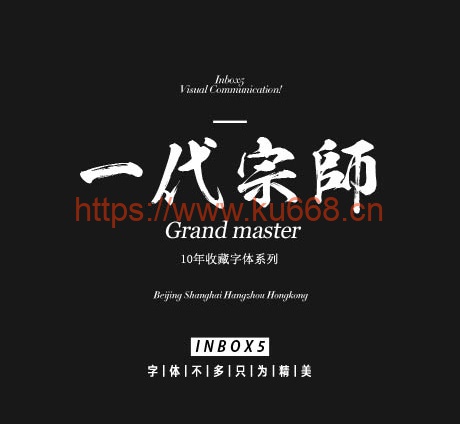 Inbox5
Visual Communication!
一代宗師
https://www.ku668.cn
Grand master
10年收藏字体系列
Beijing Shanghai Hangzhou Hongkong
INBOX5
字|体|不|多|只|为|精|美